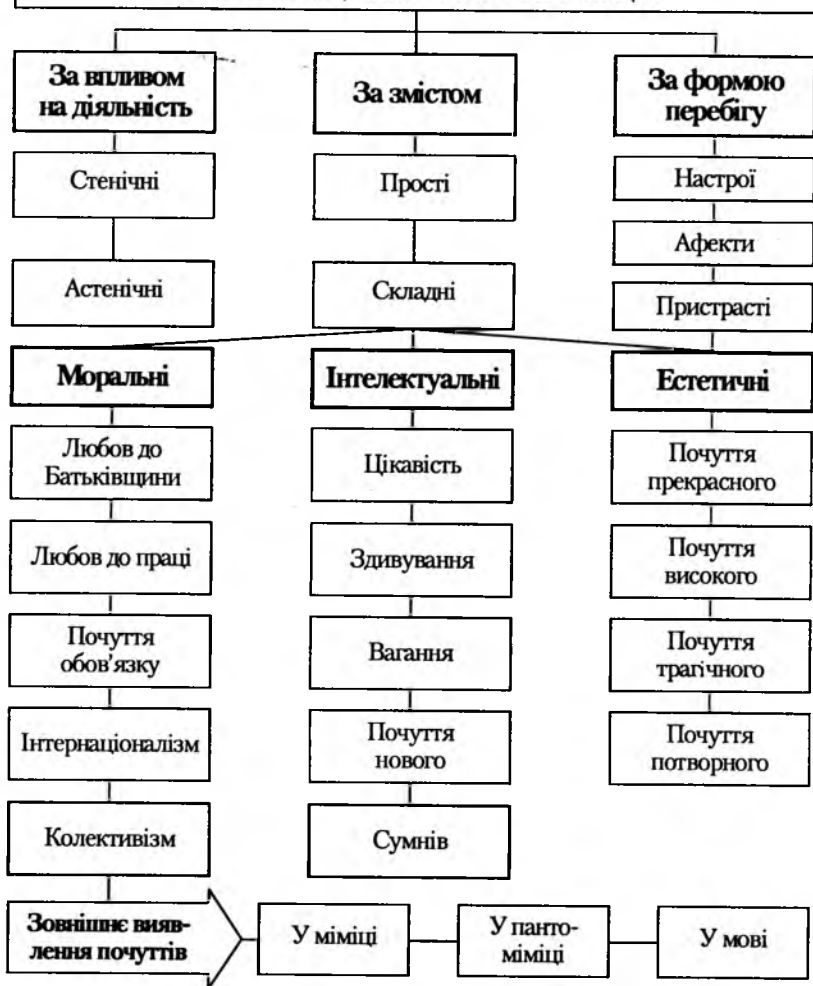 За впливом
на діяльність
За змістом
За формою
перебігу
Стенічні
Прості
Настрої
Афекти
Астенічні
Складні
Пристрасті
Моральні
Інтелектуальні
Естетичні
Любов до
Батьківщини
Цікавість
Почуття
прекрасного
Любов до праці
Здивування
Почуття
високого
Почуття
обов'язку
Вагання
Почуття
трагічного
Інтернаціоналізм
Почуття
нового
Почуття
потворного
Колективізм
Сумнів
Зовнішнє вияв-
лення почуттів
У міміці
У панто-
міміці
У мові